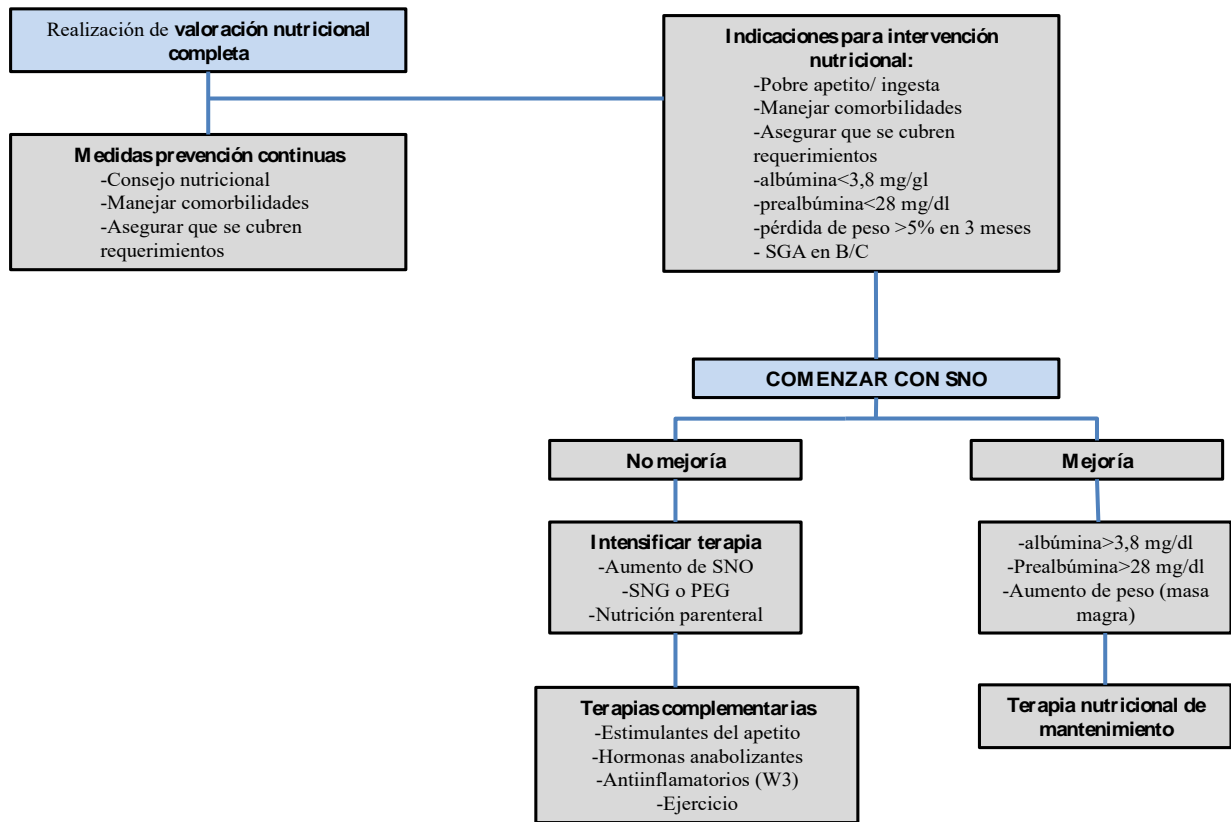 Realización de valoración nutricional
completa
Indicaciones para intervención
nutricional:
-Pobre apetito/ ingesta
-Manejar comorbilidades
-Asegurar que se cubren
requerimientos
-albúmina<3,8 mg/gl
-prealbúmina<28 mg/dl
-pérdida de peso >5% en 3 meses
- SGA en B/C
Medidas prevención continuas
-Consejo nutricional
-Manejar comorbilidades
-Asegurar que se cubren
requerimientos
COMENZAR CON SNO
No mejoría
Mejoría
Intensificar terapia
-Aumento de SNO
-SNG o PEG
-Nutrición parenteral
-albúmina>3,8 mg/dl
-Prealbúmina>28 mg/dl
-Aumento de peso (masa
magra)
Terapias complementarias
-Estimulantes del apetito
-Hormonas anabolizantes
-Antiinflamatorios (W3)
-Ejercicio
Terapia nutricional de
mantenimiento